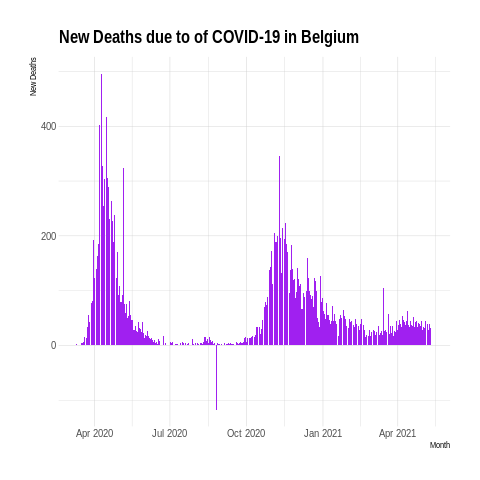 New Deaths due to of COVID-19 in Belgium
New Deaths
400
200
0
Apr 2020 Jul 2020 Oct 2020 Jan 2021 Apr 2021
Month